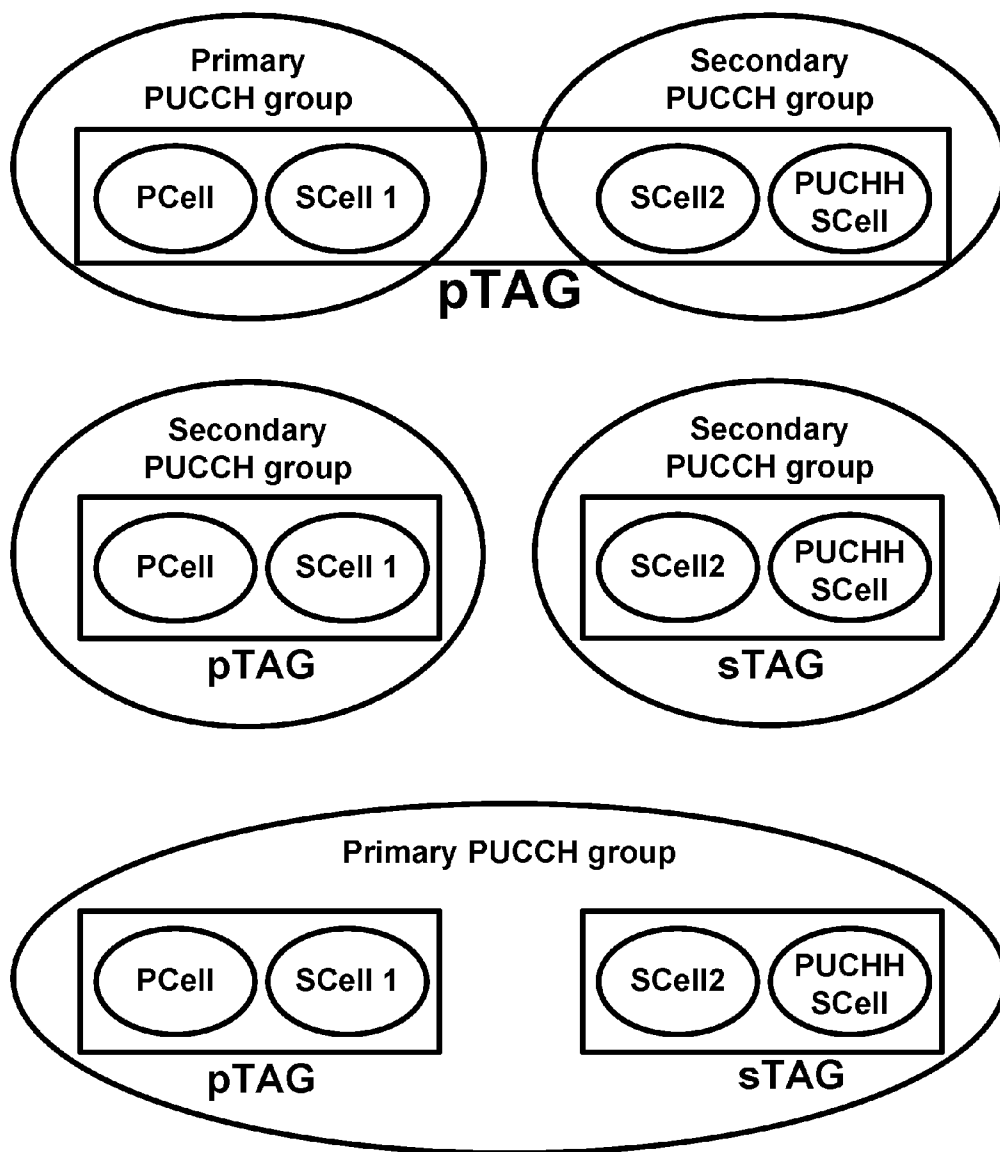 Primary
PUCCH group
Secondary
PUCCH group
PCell
SCell 1
SCell2
PUCHH
SCell
pTAG
Secondary
PUCCH group
Secondary
PUCCH group
PCell
SCell 1
SCell2
PUCHH
SCell
pTAG
sTAG
Primary PUCCH group
PCell
SCell 1
SCell2
PUCHH
SCell
pTAG
sTAG